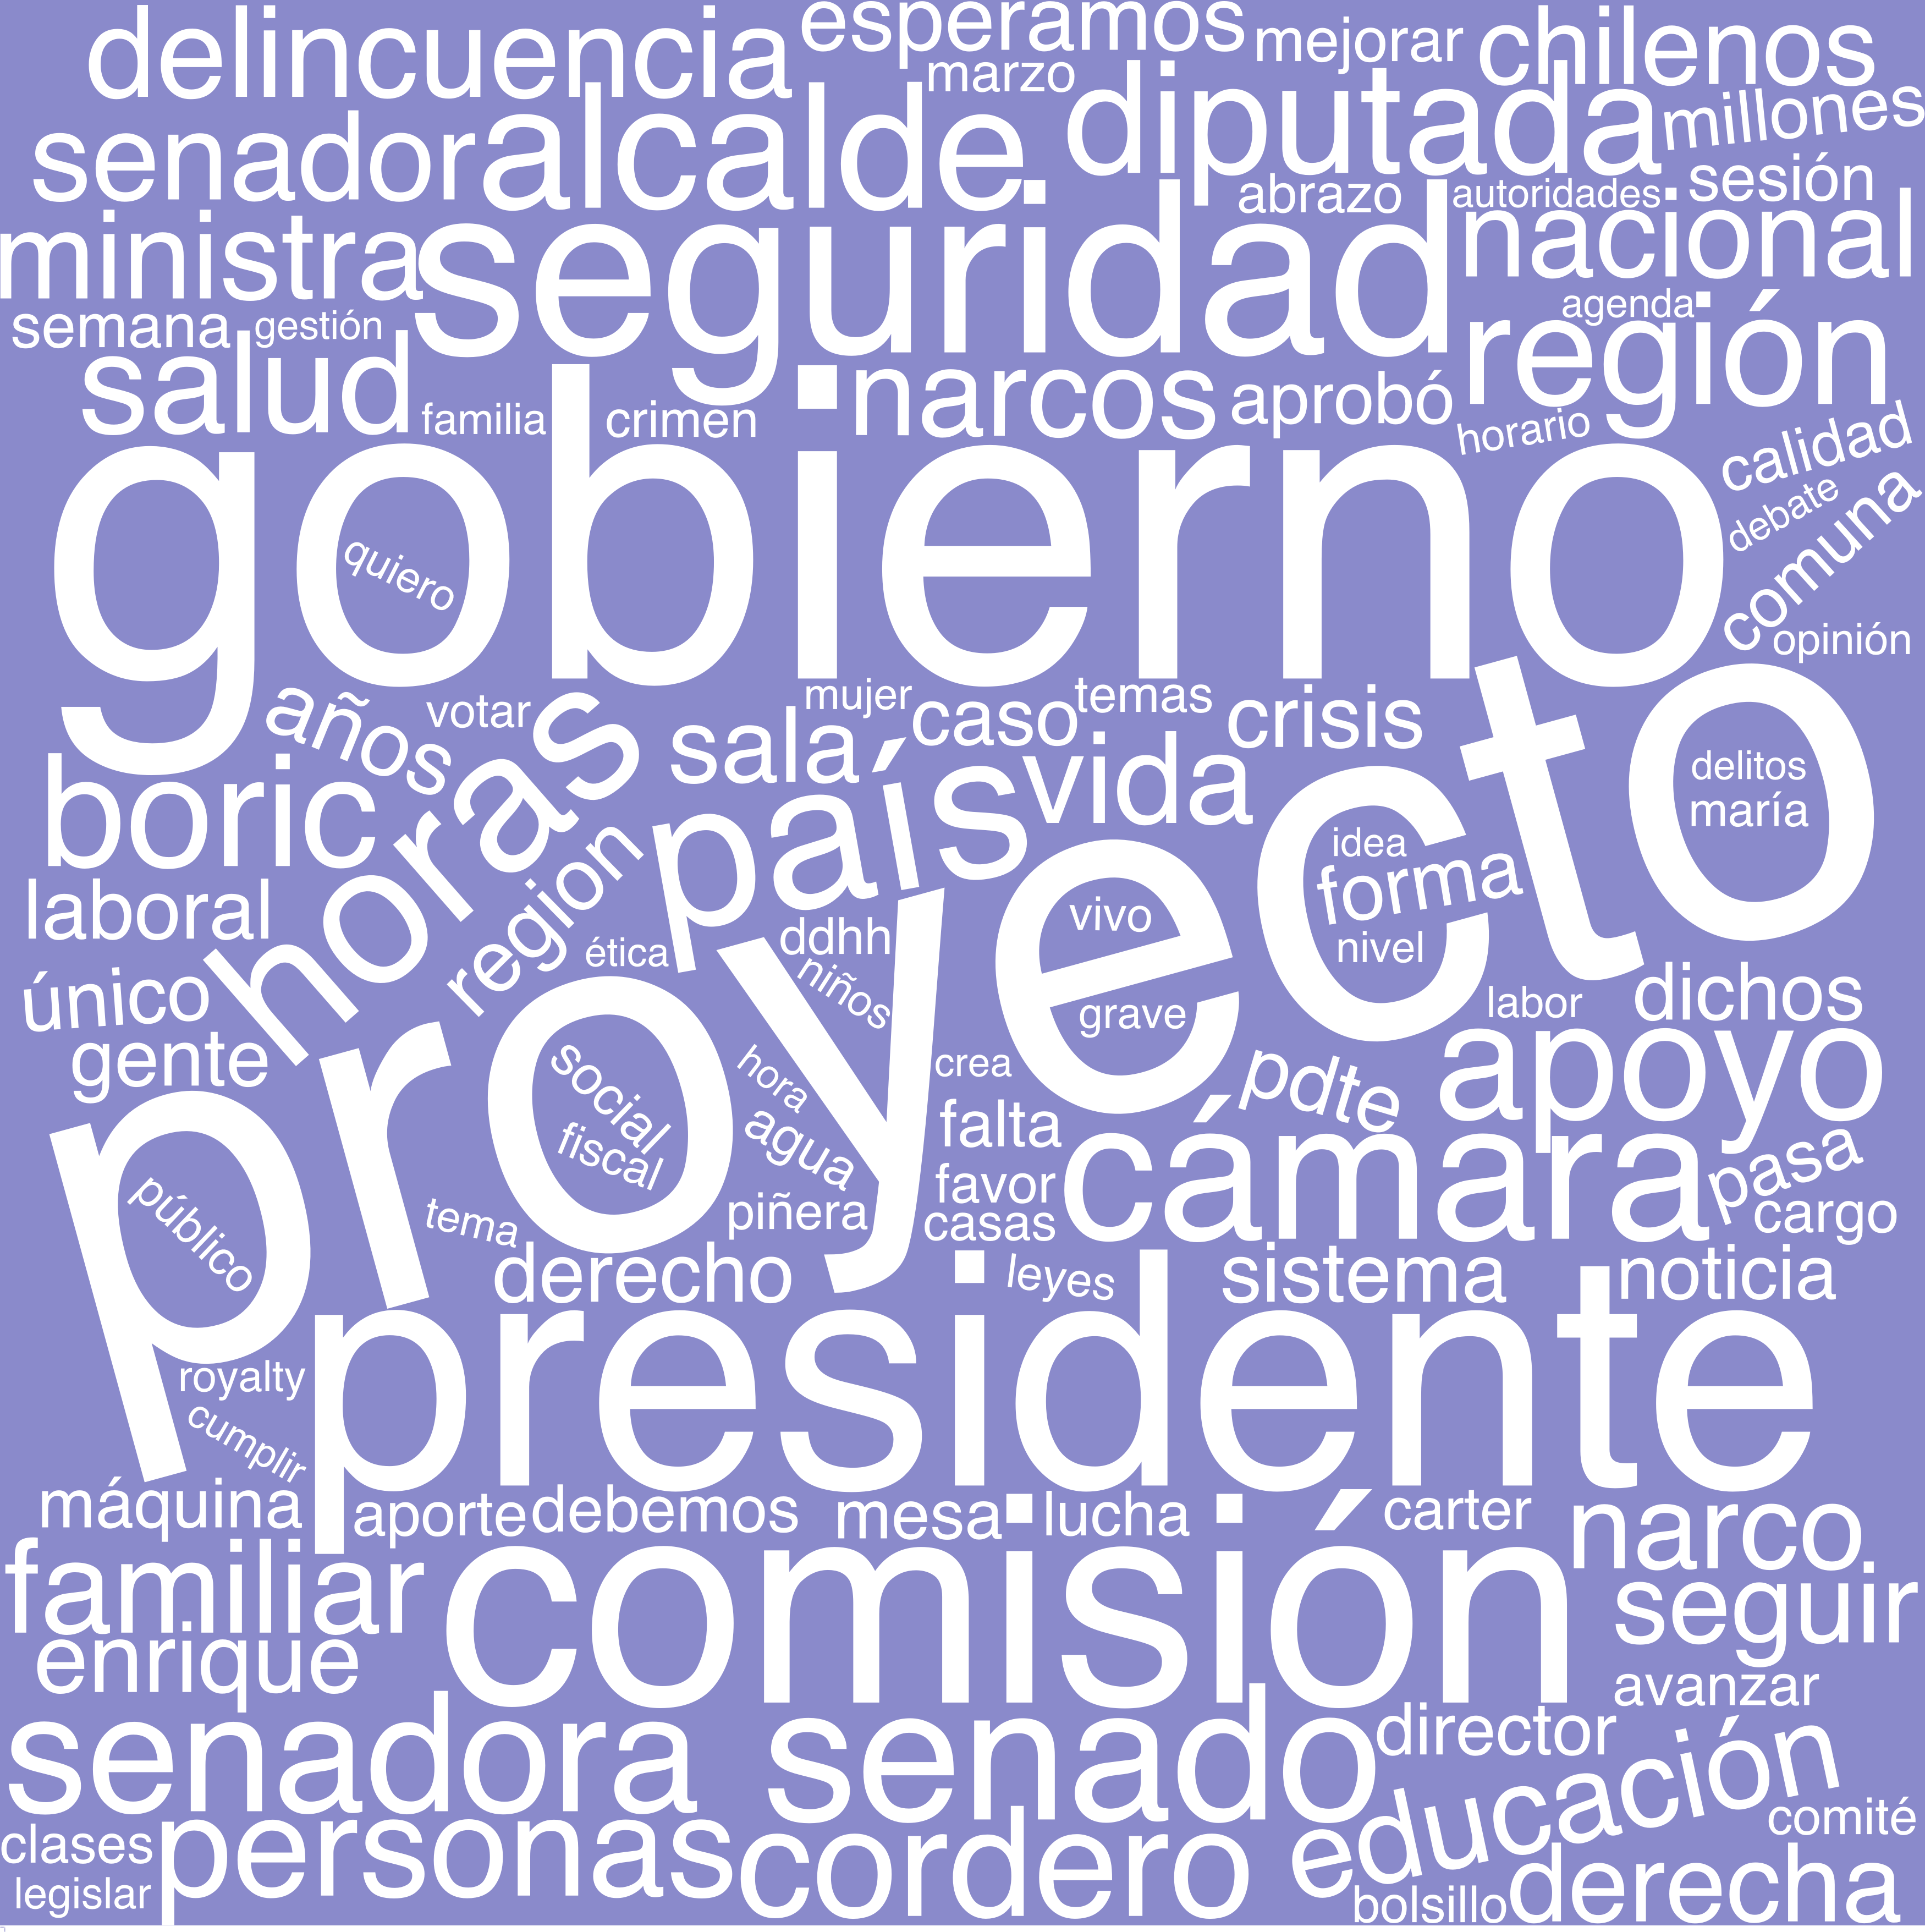 delincuencia
esperamos
mejorar
chilenos
marzo
senador
alcalde
diputada
millones
abrazo
autoridades
sesión
ministra
seguridad
nacional
semana
gestión
agenda
región
salud
familia
crimen
narcos
aprobó
horario
calidad
gobierno
quiero
debate
comuna
opinión
años
votar
horas
sala
mujer
caso
temas
crisis
boric
país
vida
delitos
maría
laboral
region
ética
ddhh
niños
vivo
grave
idea
forma
nivel
proyecto
único
gente
labor
dichos
social
fiscal
hora
agua
crea
falta
pdte
apoyo
público
tema
piñera
favor
casas
cámara
pasa
cargo
derecho
leyes
sistema
noticia
presidente
royalty
cumplir
máquina
aporte
debemos
mesa
lucha
carter
narco
familiar
comisión
seguir
enrique
avanzar
senadora
senado
director
educación
comité
clases
personas
cordero
legislar
bolsillo
derecha